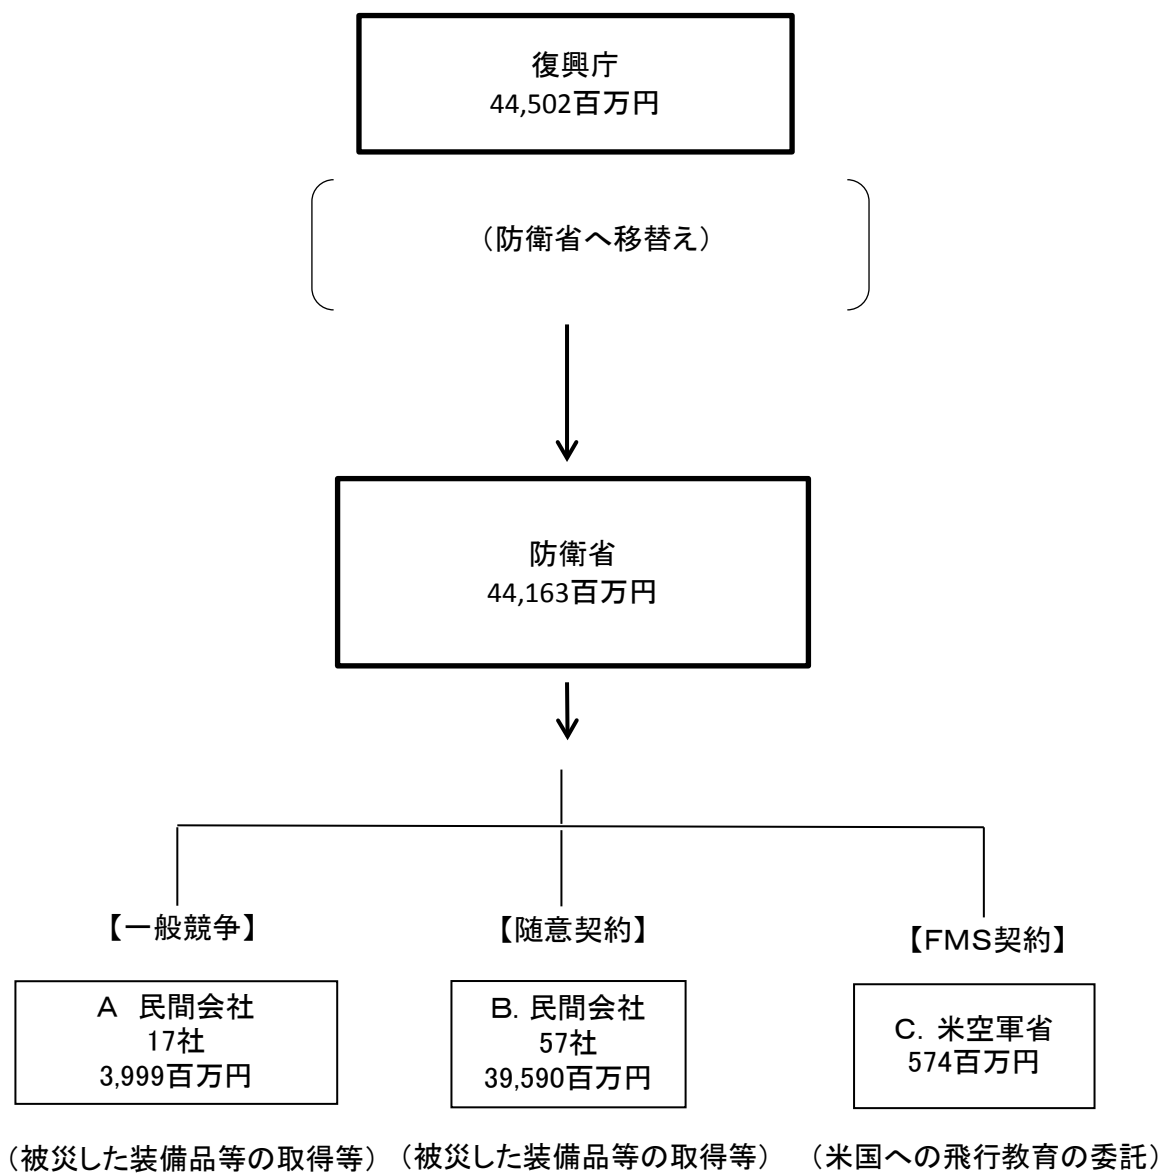 復興庁
44,502百万円
（防衛省へ移替え）
防衛省
44,163百万円
【一般競争】
【随意契約】
【FMS契約】
A 民間会社
17社
3,999百万円
B. 民間会社
57社
39,590百万円
C. 米空軍省
574百万円
（被災した装備品等の取得等）
（被災した装備品等の取得等）
（米国への飛行教育の委託）